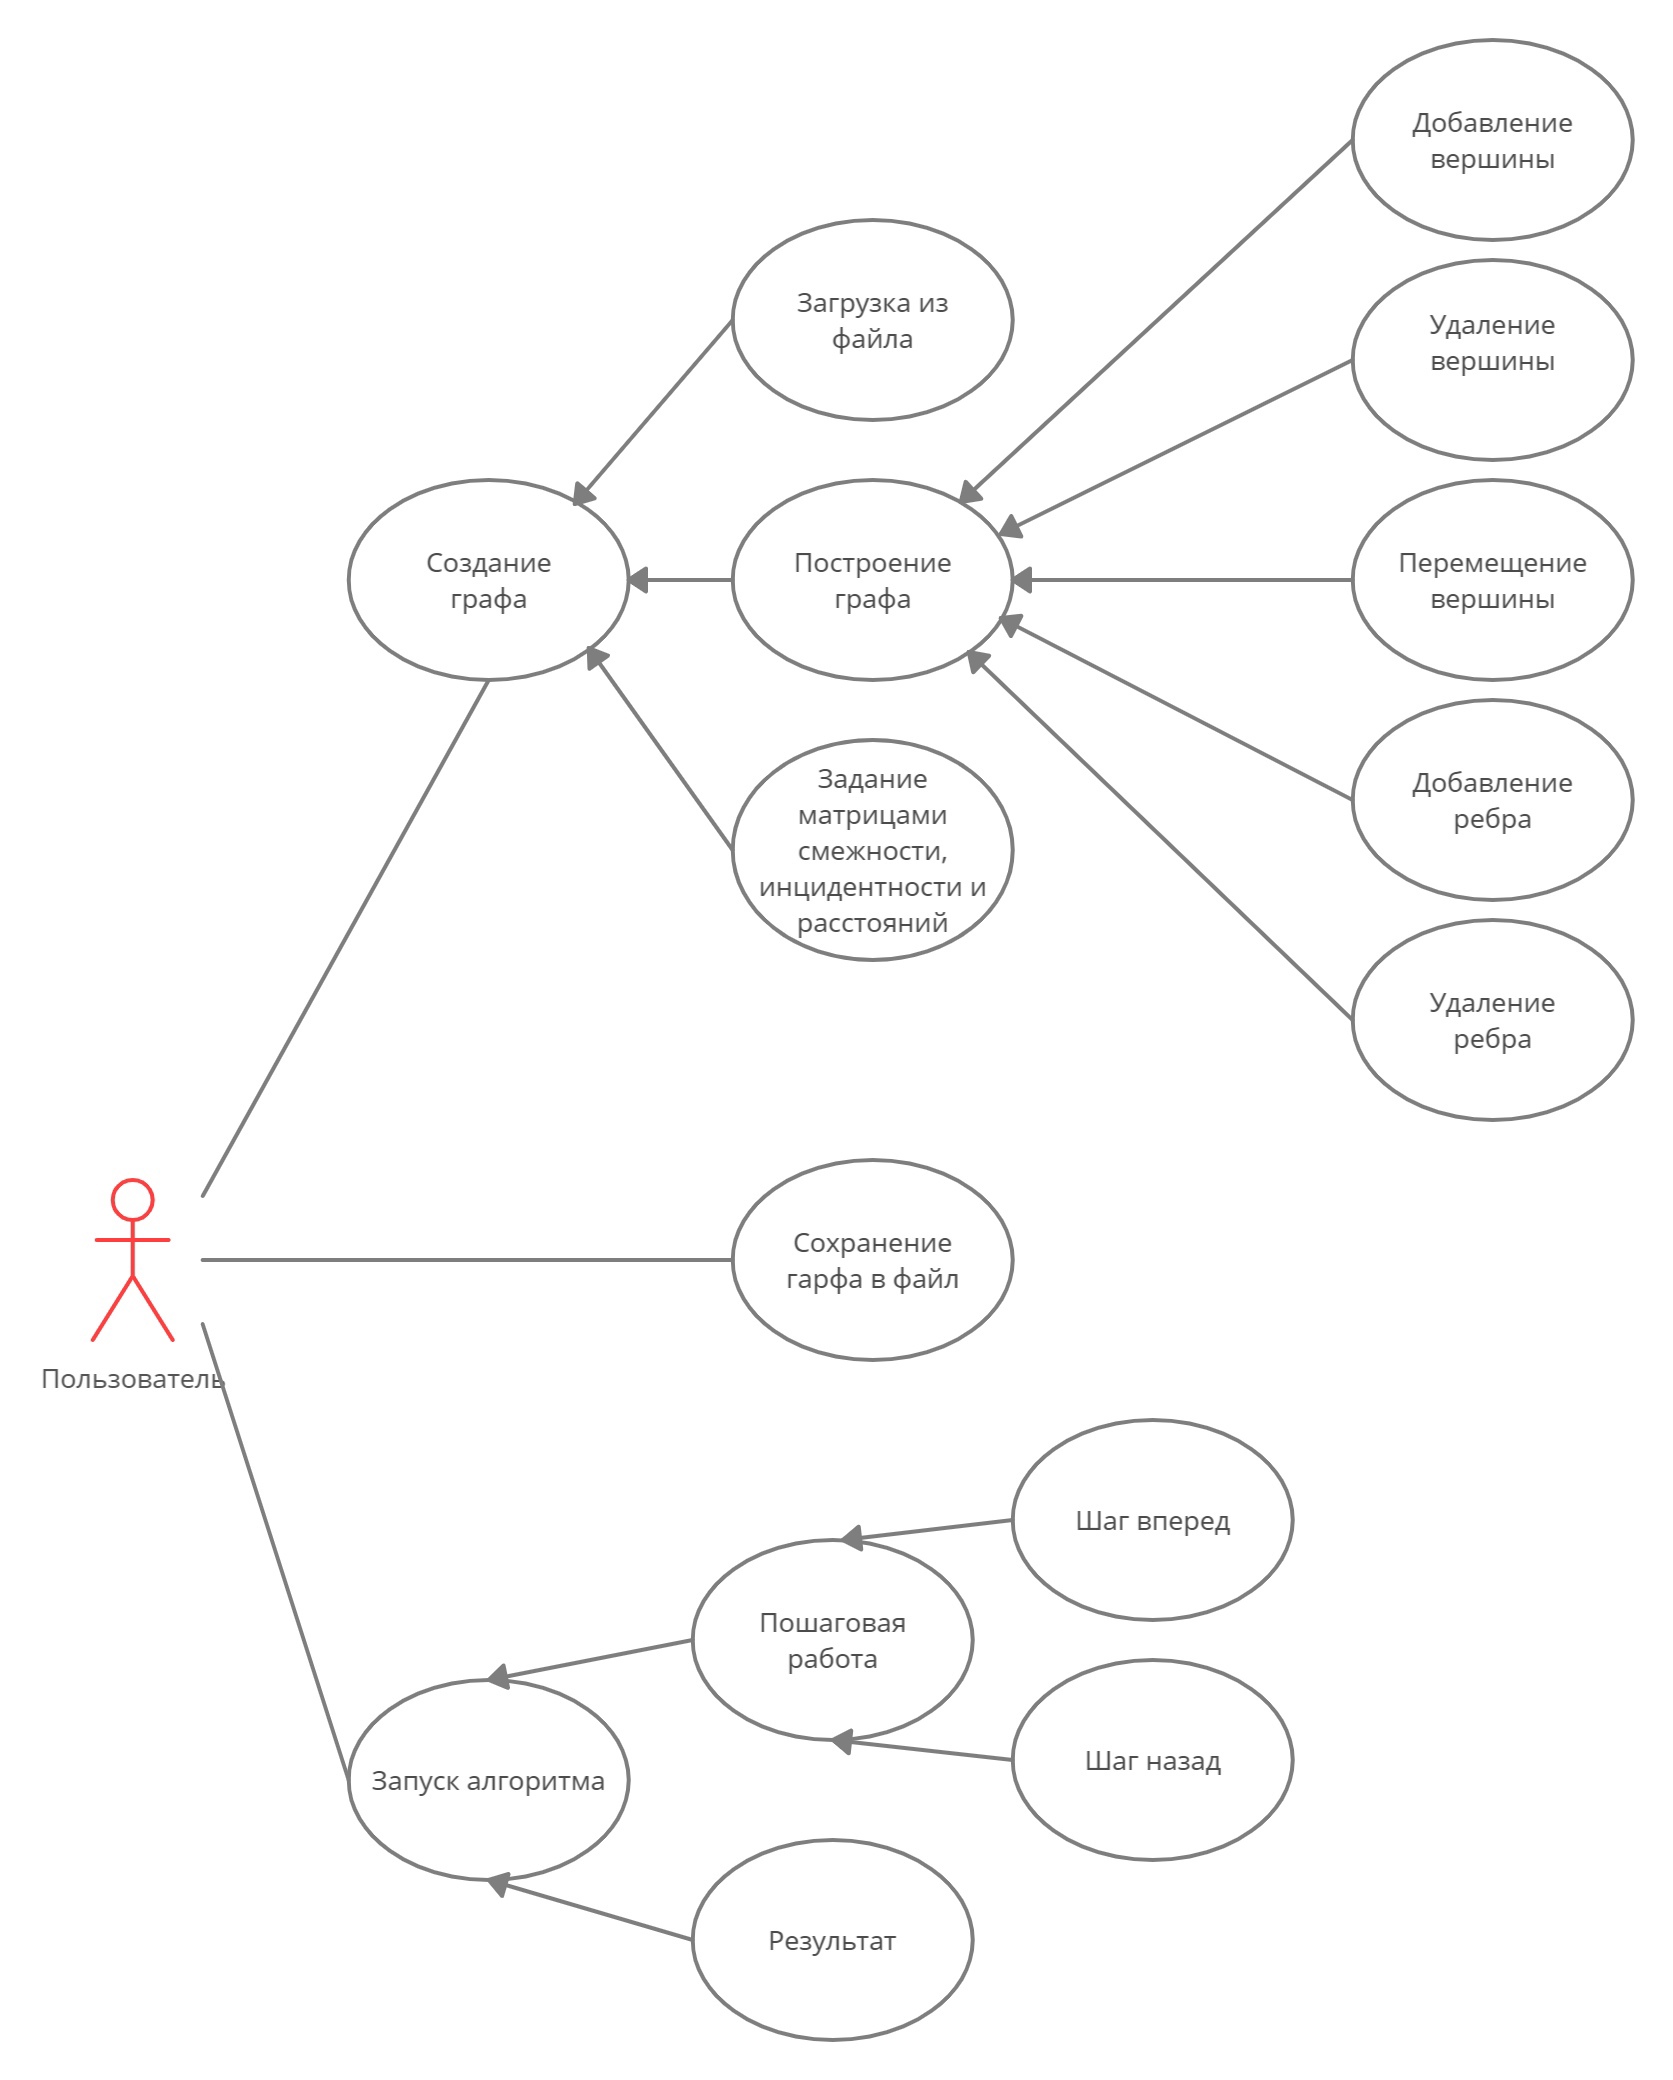 Добавление
вершины
Загрузка из
файла
Удаление
вершины
Создание
графа
Построение
графа
Перемещение
вершины
Задание
матрицами
смежности,
инцидентности и
расстояний
Добавление
ребра
Удаление
ребра
Сохранение
гарфа в файл
Пользователь
Шаг вперед
Пошаговая
работа
Шаг назад
Запуск алгоритма
Результат